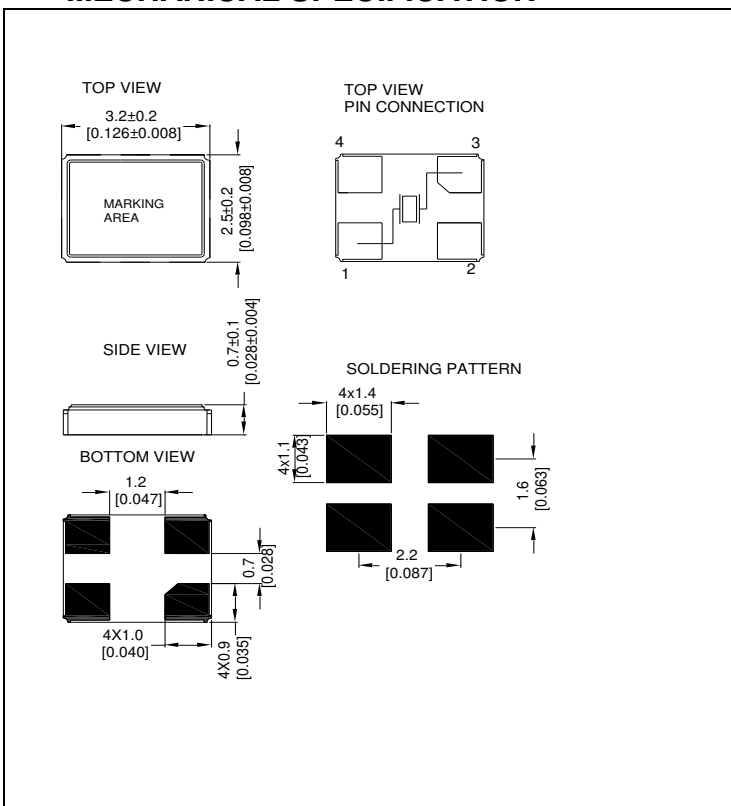 MECHANICAL SPECIFICATION
TOP VIEW
3.2±0.2
[0.126±0.008]
MARKING
AREA
2.5±0.2
[0.098±0.008]
TOP VIEW
PIN CONNECTION
4
3
1
2
SIDE VIEW
0.7±0.1
[0.028±0.004]
BOTTOM VIEW
1.2
[0.047]
0.7
[0.028]
4X1.0
[0.040]
4X0.9
[0.035]
SOLDERING PATTERN
4x1.4
[0.055]
4x1.1
[0.043]
1.6
[0.063]
2.2
[0.087]